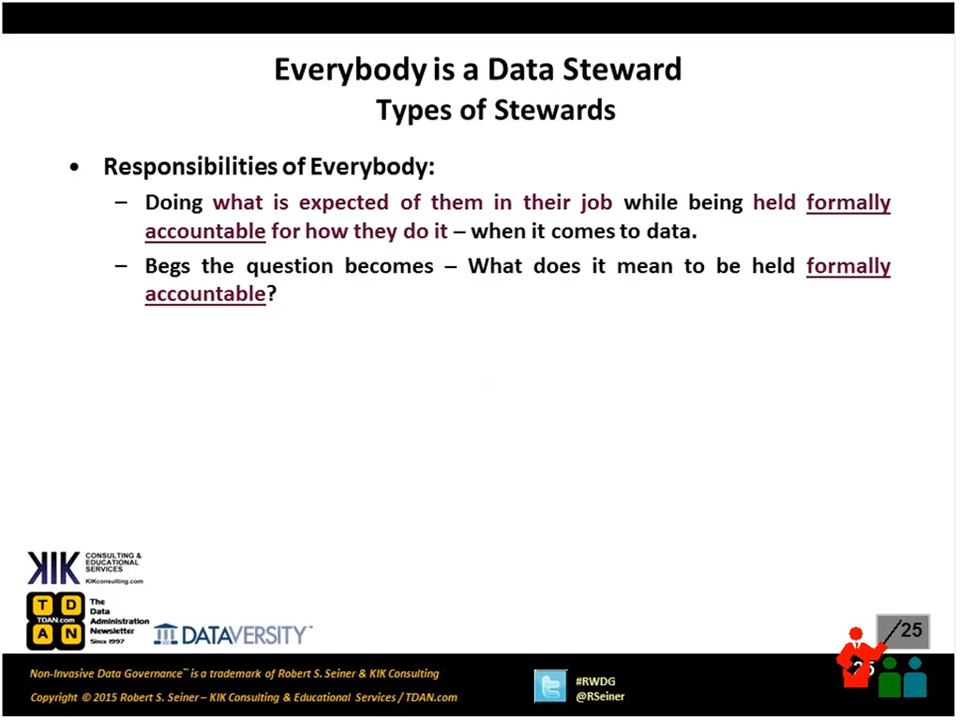 Everybody is a Data Steward
Types of Stewards
• Responsibilities of Everybody:
– Doing what is expected of them in their job while being held formally
accountable for how they do it – when it comes to data.
– Begs the question becomes – What does it mean to be held formally
accountable?
KIK
CONSULTING &
EDUCATIONAL
SERVICES
KIKconsulting.com
T D
TDAN.com
A N
The
Data
Administration
Newsletter
Since 1997
DATAVERSITY™
/25
Non-Invasive Data Governance™ is a trademark of Robert S. Seiner & KIK Consulting
Copyright © 2015 Robert S. Seiner – KIK Consulting & Educational Services / TDAN.com
#RWDG
@RSeiner